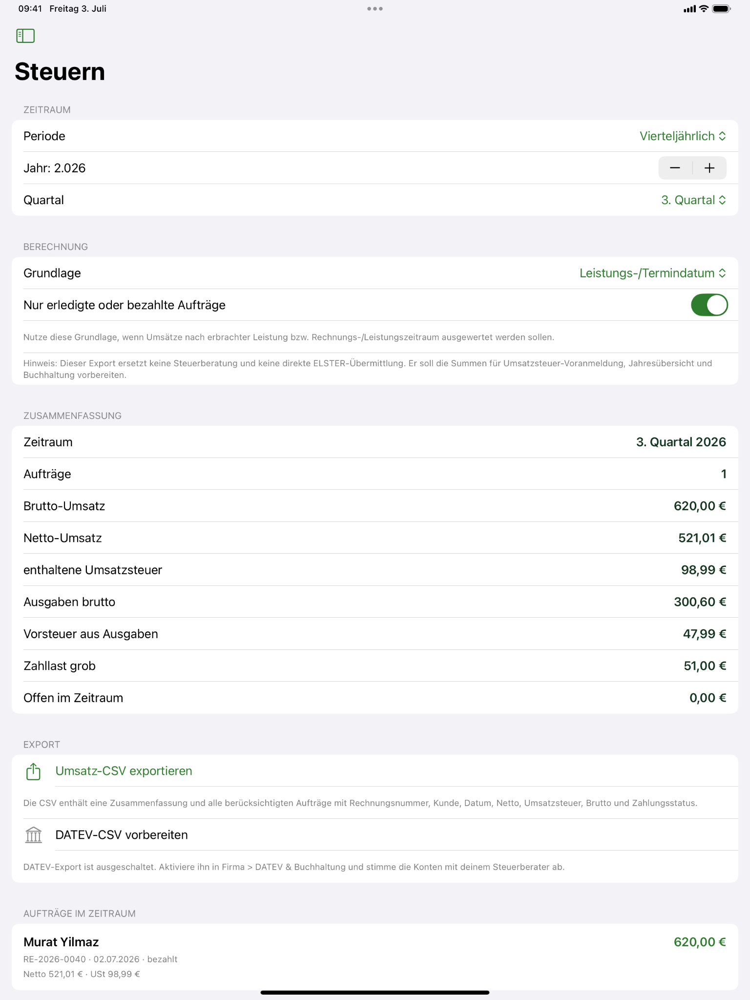 09:41 Freitag 3. Juli
Steuern
ZEITRAUM
Periode Vierteljährlich
Jahr: 2.026 − +
Quartal 3. Quartal
BERECHNUNG
Grundlage Leistungs-/Termindatum
Nur erledigte oder bezahlte Aufträge
Nutze diese Grundlage, wenn Umsätze nach erbrachter Leistung bzw. Rechnungs-/Leistungszeitraum ausgewertet werden sollen.
Hinweis: Dieser Export ersetzt keine Steuerberatung und keine direkte ELSTER-Übermittlung. Er soll die Summen für Umsatzsteuer-Voranmeldung, Jahresübersicht und
Buchhaltung vorbereiten.
ZUSAMMENFASSUNG
Zeitraum 3. Quartal 2026
Aufträge 1
Brutto-Umsatz 620,00 €
Netto-Umsatz 521,01 €
enthaltene Umsatzsteuer 98,99 €
Ausgaben brutto 300,60 €
Vorsteuer aus Ausgaben 47,99 €
Zahllast grob 51,00 €
Offen im Zeitraum 0,00 €
EXPORT
Umsatz-CSV exportieren
Die CSV enthält eine Zusammenfassung und alle berücksichtigten Aufträge mit Rechnungsnummer, Kunde, Datum, Netto, Umsatzsteuer, Brutto und Zahlungsstatus.
DATEV-CSV vorbereiten
DATEV-Export ist ausgeschaltet. Aktiviere ihn in Firma > DATEV & Buchhaltung und stimme die Konten mit deinem Steuerberater ab.
AUFTRÄGE IM ZEITRAUM
Murat Yilmaz 620,00 €
RE-2026-0040 · 02.07.2026 · bezahlt
Netto 521,01 € · USt 98,99 €